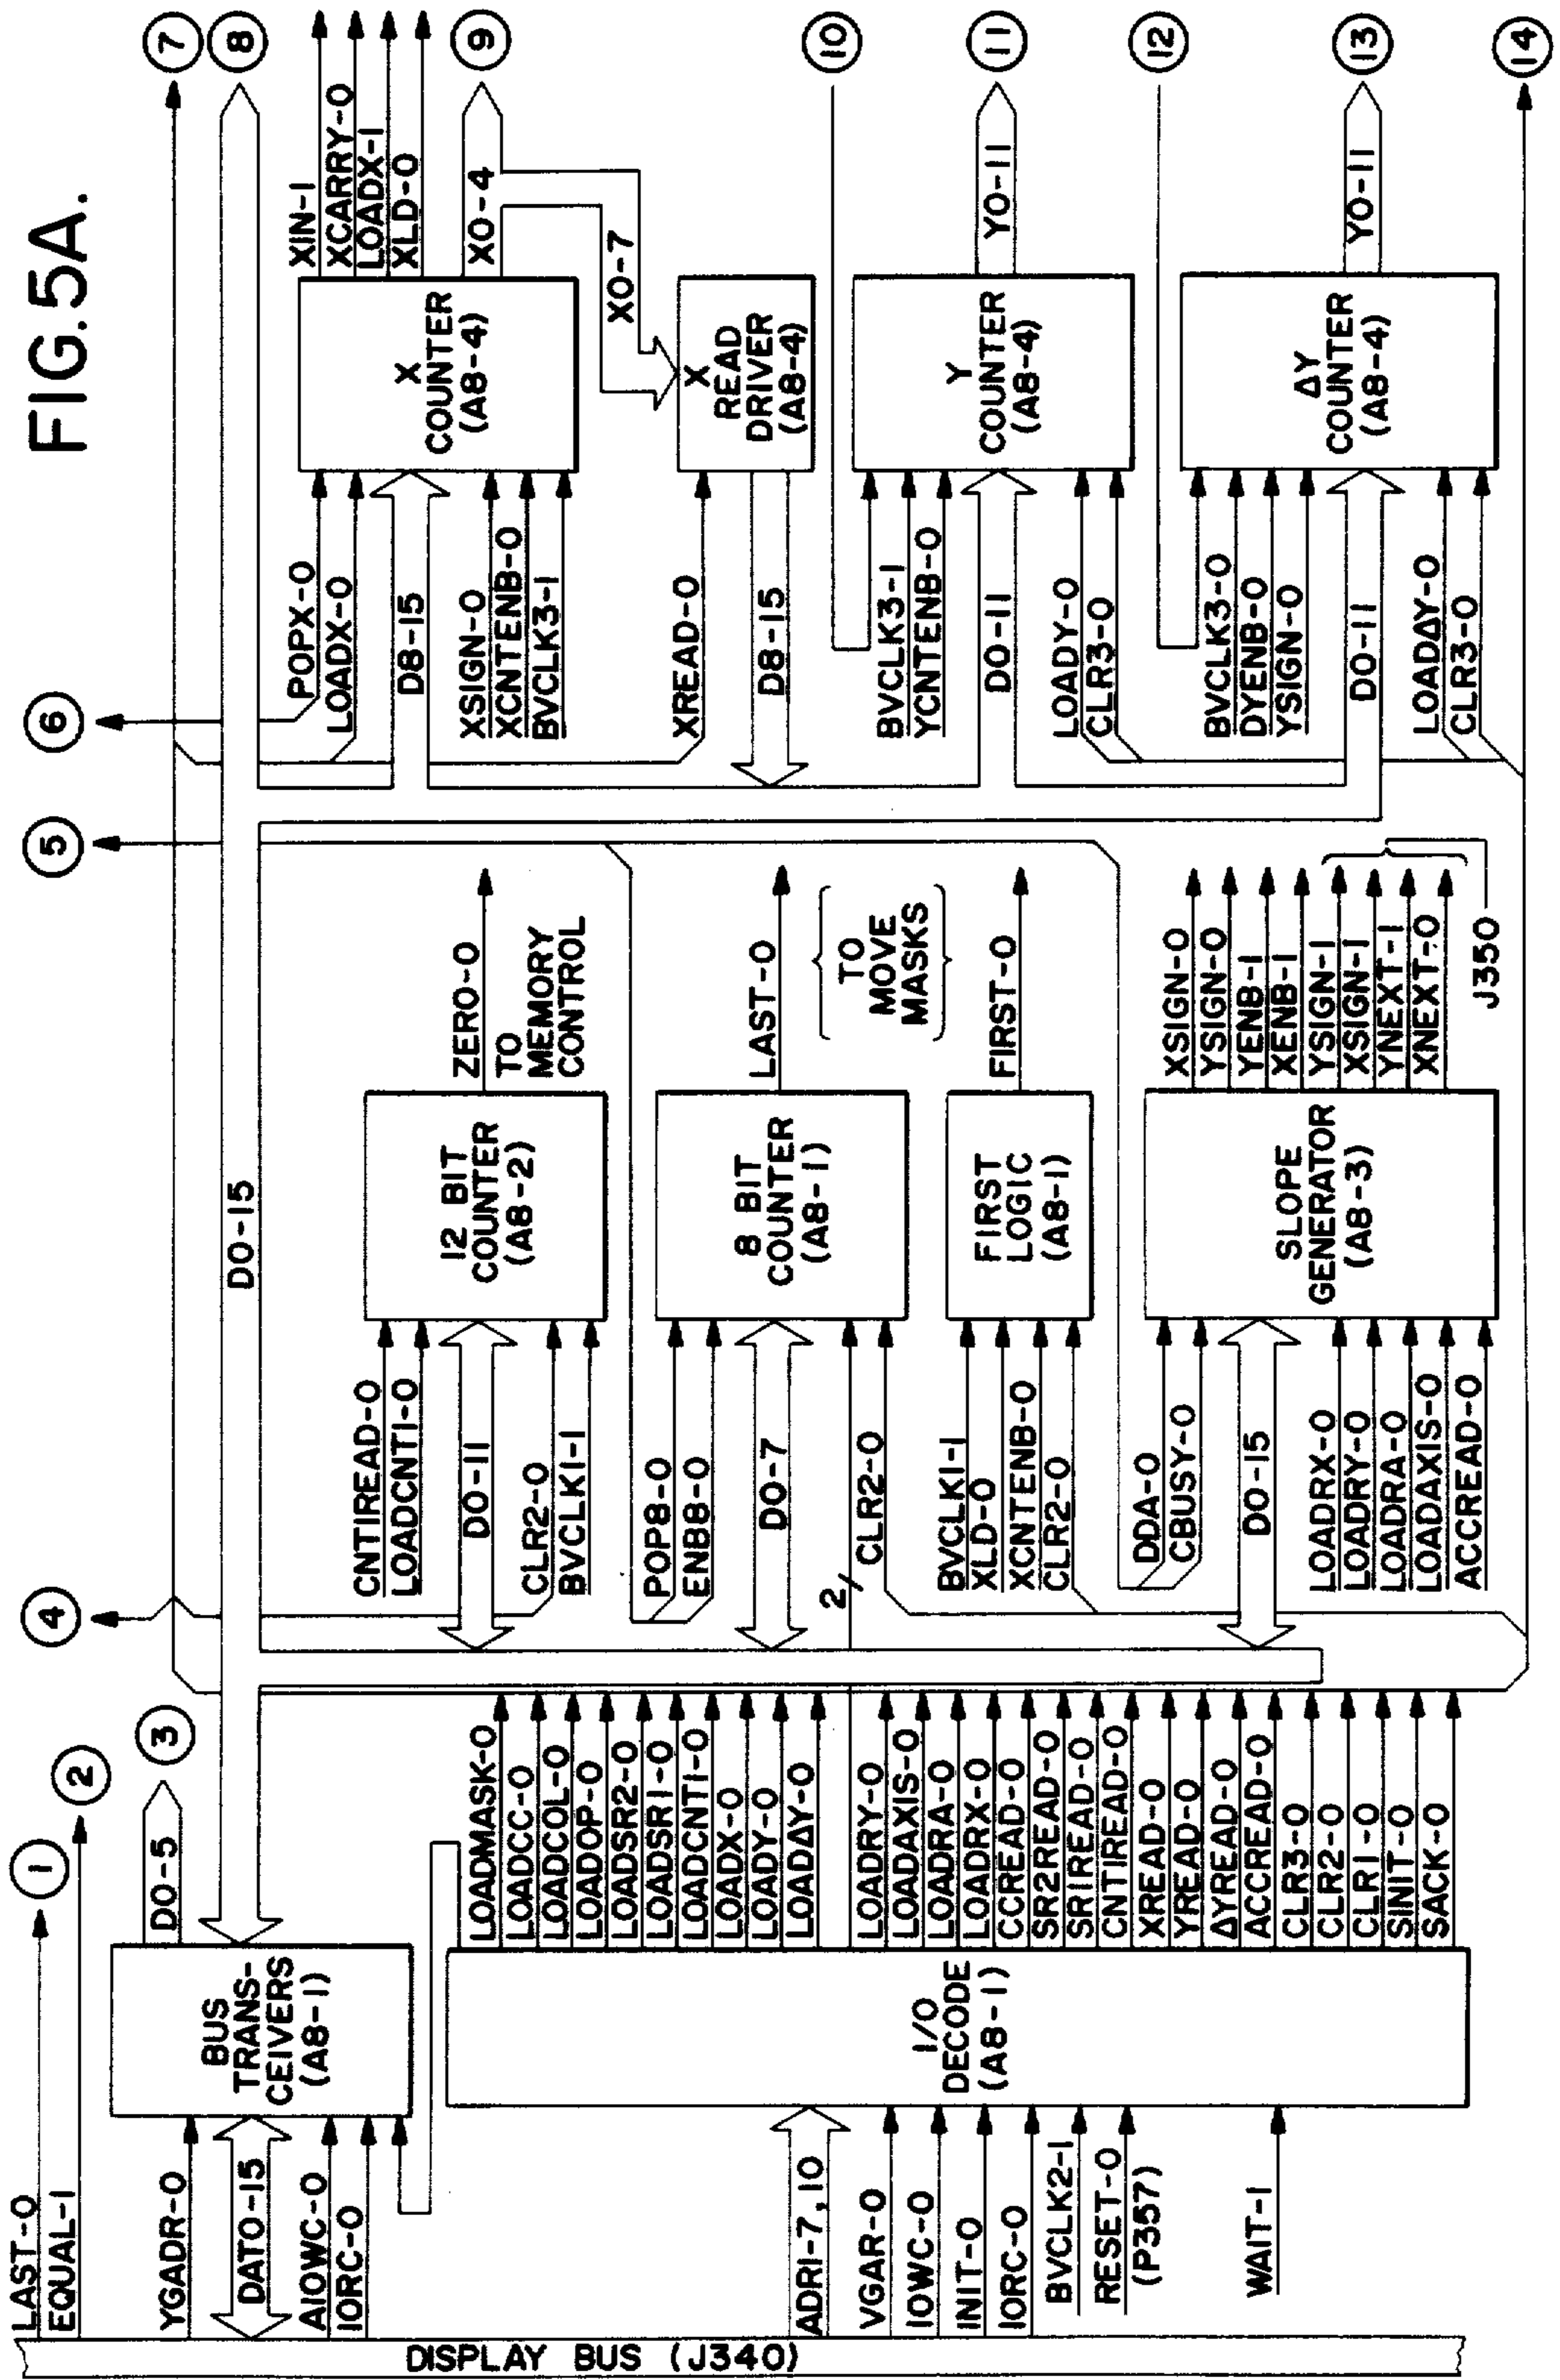 FIG.5A.
LAST-0
EQUAL-1
1
2
3
4
5
6
7
8
9
10
11
12
13
14
DISPLAY BUS (J340)
YGADR-0
DAT0-15
AIOWC-0
IORC-0
BUS
TRANS-
CEIVERS
(A8-1)
D0-5
D0-15
ADR1-7,10
VGAR-0
IOWC-0
INIT-0
IORC-0
BVCLK2-1
RESET-0
(P357)
WAIT-1
I/O
DECODE
(A8-1)
LOADMASK-0
LOADCC-0
LOADCOL-0
LOADOP-0
LOADSR2-0
LOADSR1-0
LOADCNT1-0
LOADX-0
LOADY-0
LOADΔY-0
2/
LOADRY-0
LOADAXIS-0
LOADRA-0
LOADRX-0
CCREAD-0
SR2READ-0
SR1READ-0
CNT1READ-0
XREAD-0
YREAD-0
ΔYREAD-0
ACCREAD-0
CLR3-0
CLR2-0
CLR1-0
SINIT-0
SACK-0
CNT1READ-0
LOADCNT1-0
D0-11
CLR2-0
BVCLK1-1
12 BIT
COUNTER
(A8-2)
ZERO-0
TO
MEMORY
CONTROL
POP8-0
ENB8-0
D0-7
CLR2-0
8 BIT
COUNTER
(A8-1)
LAST-0
TO
MOVE
MASKS
BVCLK1-1
XLD-0
XCNTENB-0
CLR2-0
FIRST
LOGIC
(A8-1)
FIRST-0
DDA-0
CBUSY-0
D0-15
LOADRX-0
LOADRY-0
LOADRA-0
LOADAXIS-0
ACCREAD-0
SLOPE
GENERATOR
(A8-3)
XSIGN-0
YSIGN-0
YENB-1
XENB-1
YSIGN-1
XSIGN-1
YNEXT-1
XNEXT-0
J350
POPX-0
LOADX-0
D8-15
XSIGN-0
XCNTENB-0
BVCLK3-1
X
COUNTER
(A8-4)
XIN-1
XCARRY-0
LOADX-1
XLD-0
X0-4
X0-7
XREAD-0
D8-15
X
READ
DRIVER
(A8-4)
BVCLK3-1
YCNTENB-0
D0-11
LOADY-0
CLR3-0
Y
COUNTER
(A8-4)
Y0-11
BVCLK3-0
DYENB-0
YSIGN-0
D0-11
LOADΔY-0
CLR3-0
ΔY
COUNTER
(A8-4)
Y0-11